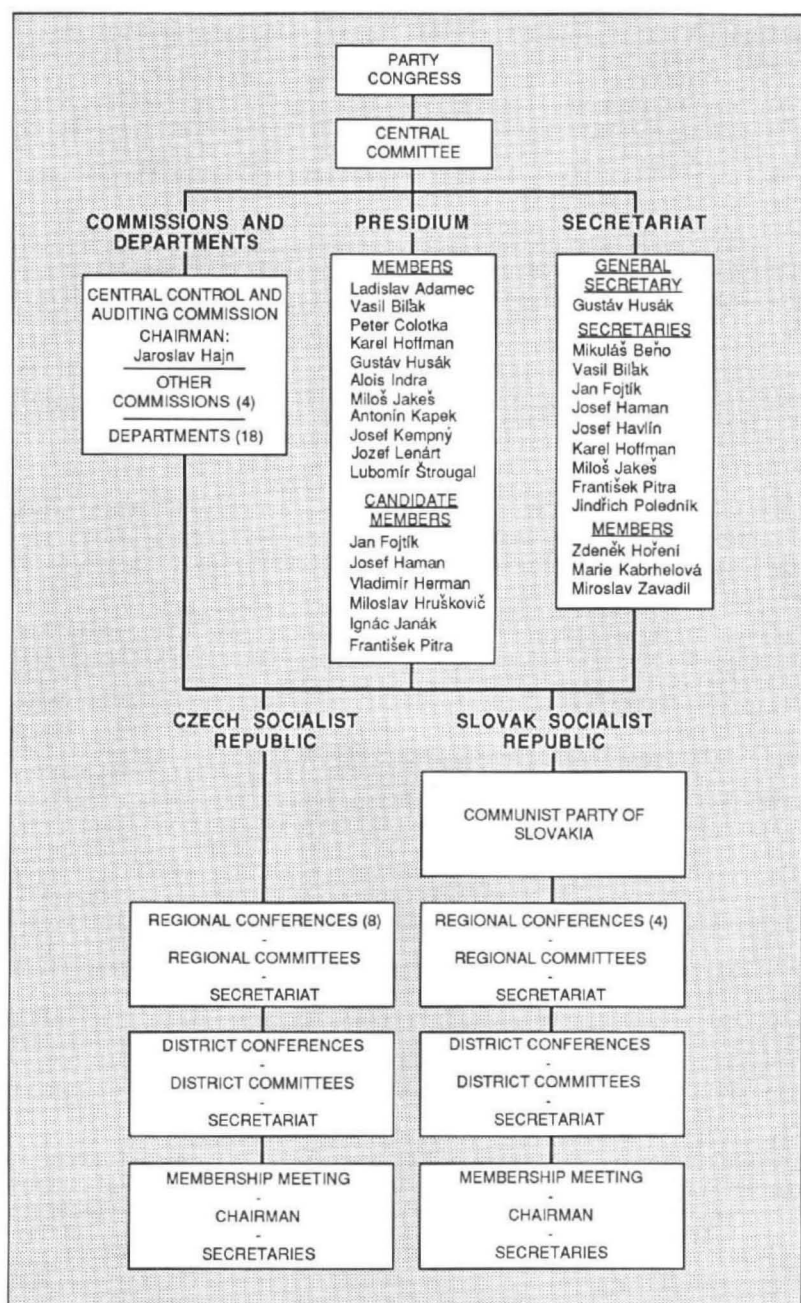 PARTY
CONGRESS
CENTRAL
COMMITTEE
COMMISSIONS AND
DEPARTMENTS
CENTRAL CONTROL AND
AUDITING COMMISSION
CHAIRMAN:
Jaroslav Hajn
OTHER
COMMISSIONS (4)
DEPARTMENTS (18)
PRESIDIUM
MEMBERS
Ladislav Adamec
Vasil Biľak
Peter Colotka
Karel Hoffman
Gustáv Husák
Alois Indra
Miloš Jakeš
Antonín Kapek
Josef Kempný
Jozef Lenárt
Lubomír Štrougal
CANDIDATE
MEMBERS
Jan Fojtík
Josef Haman
Vladimír Herman
Miloslav Hruškovič
Ignác Janák
František Pitra
SECRETARIAT
GENERAL
SECRETARY
Gustáv Husák
SECRETARIES
Mikuláš Beňo
Vasil Biľak
Jan Fojtík
Josef Haman
Josef Havlín
Karel Hoffman
Miloš Jakeš
František Pitra
Jindřich Poledník
MEMBERS
Zdeněk Hoření
Marie Kabrhelová
Miroslav Zavadil
CZECH SOCIALIST
REPUBLIC
REGIONAL CONFERENCES (8)
-
REGIONAL COMMITTEES
-
SECRETARIAT
DISTRICT CONFERENCES
-
DISTRICT COMMITTEES
-
SECRETARIAT
MEMBERSHIP MEETING
-
CHAIRMAN
-
SECRETARIES
SLOVAK SOCIALIST
REPUBLIC
COMMUNIST PARTY OF
SLOVAKIA
REGIONAL CONFERENCES (4)
-
REGIONAL COMMITTEES
-
SECRETARIAT
DISTRICT CONFERENCES
-
DISTRICT COMMITTEES
-
SECRETARIAT
MEMBERSHIP MEETING
-
CHAIRMAN
-
SECRETARIES